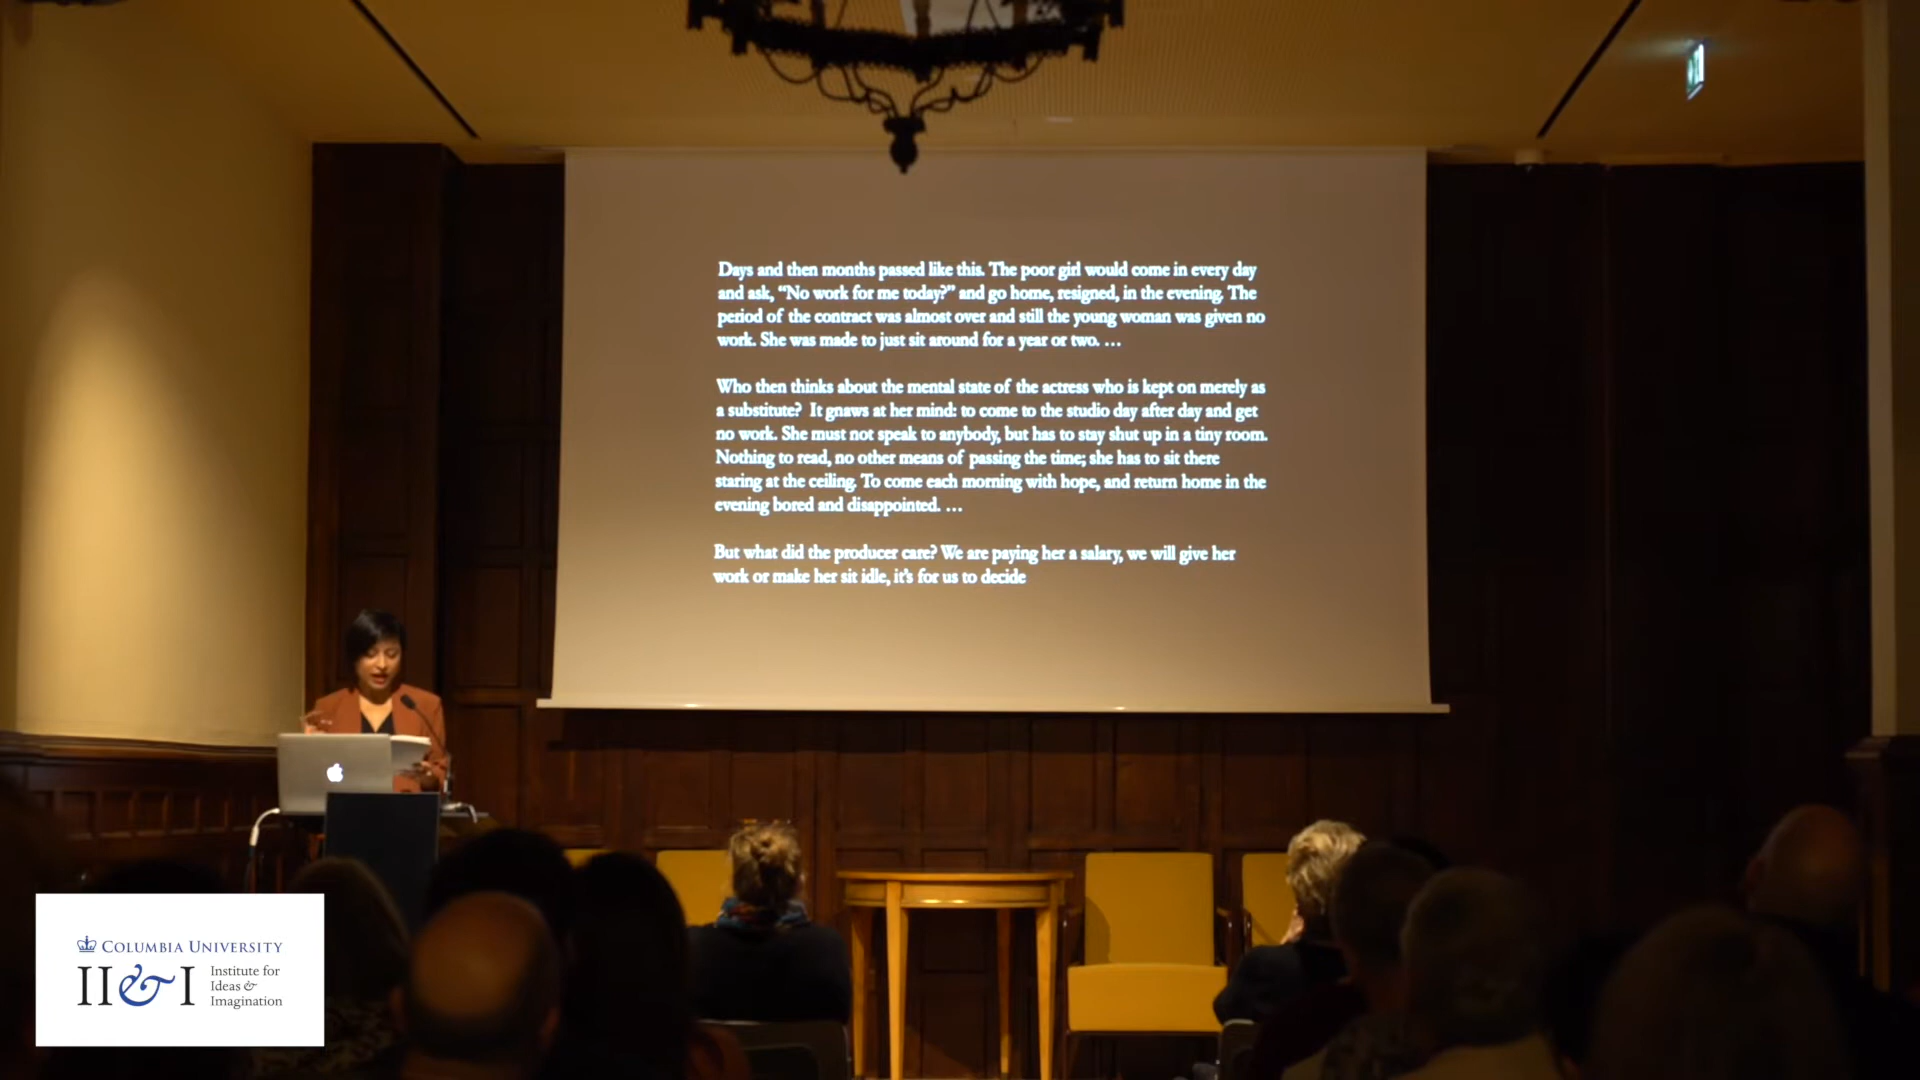 Days and then months passed like this. The poor girl would come in every day
and ask, “No work for me today?” and go home, resigned, in the evening. The
period of the contract was almost over and still the young woman was given no
work. She was made to just sit around for a year or two. …
Who then thinks about the mental state of the actress who is kept on merely as
a substitute? It gnaws at her mind: to come to the studio day after day and get
no work. She must not speak to anybody, but has to stay shut up in a tiny room.
Nothing to read, no other means of passing the time; she has to sit there
staring at the ceiling. To come each morning with hope, and return home in the
evening bored and disappointed. …
But what did the producer care? We are paying her a salary, we will give her
work or make her sit idle, it’s for us to decide
COLUMBIA UNIVERSITY
II&I
Institute for
Ideas &
Imagination